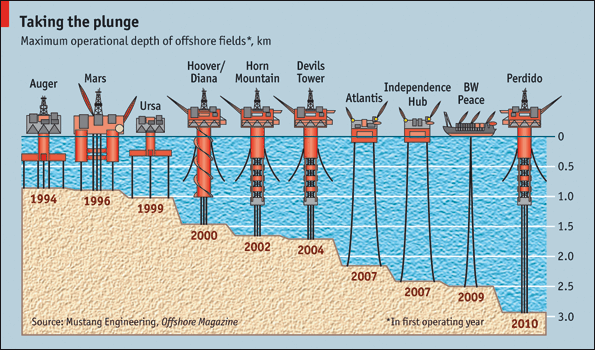 Taking the plunge
Maximum operational depth of offshore fields*, km
Auger
Mars
Ursa
Hoover/
Diana
Horn
Mountain
Devils
Tower
Atlantis
Independence
Hub
BW
Peace
Perdido
0
0.5
1.0
1.5
2.0
2.5
3.0
1994
1996
1999
2000
2002
2004
2007
2007
2009
2010
Source: Mustang Engineering, Offshore Magazine
*In first operating year